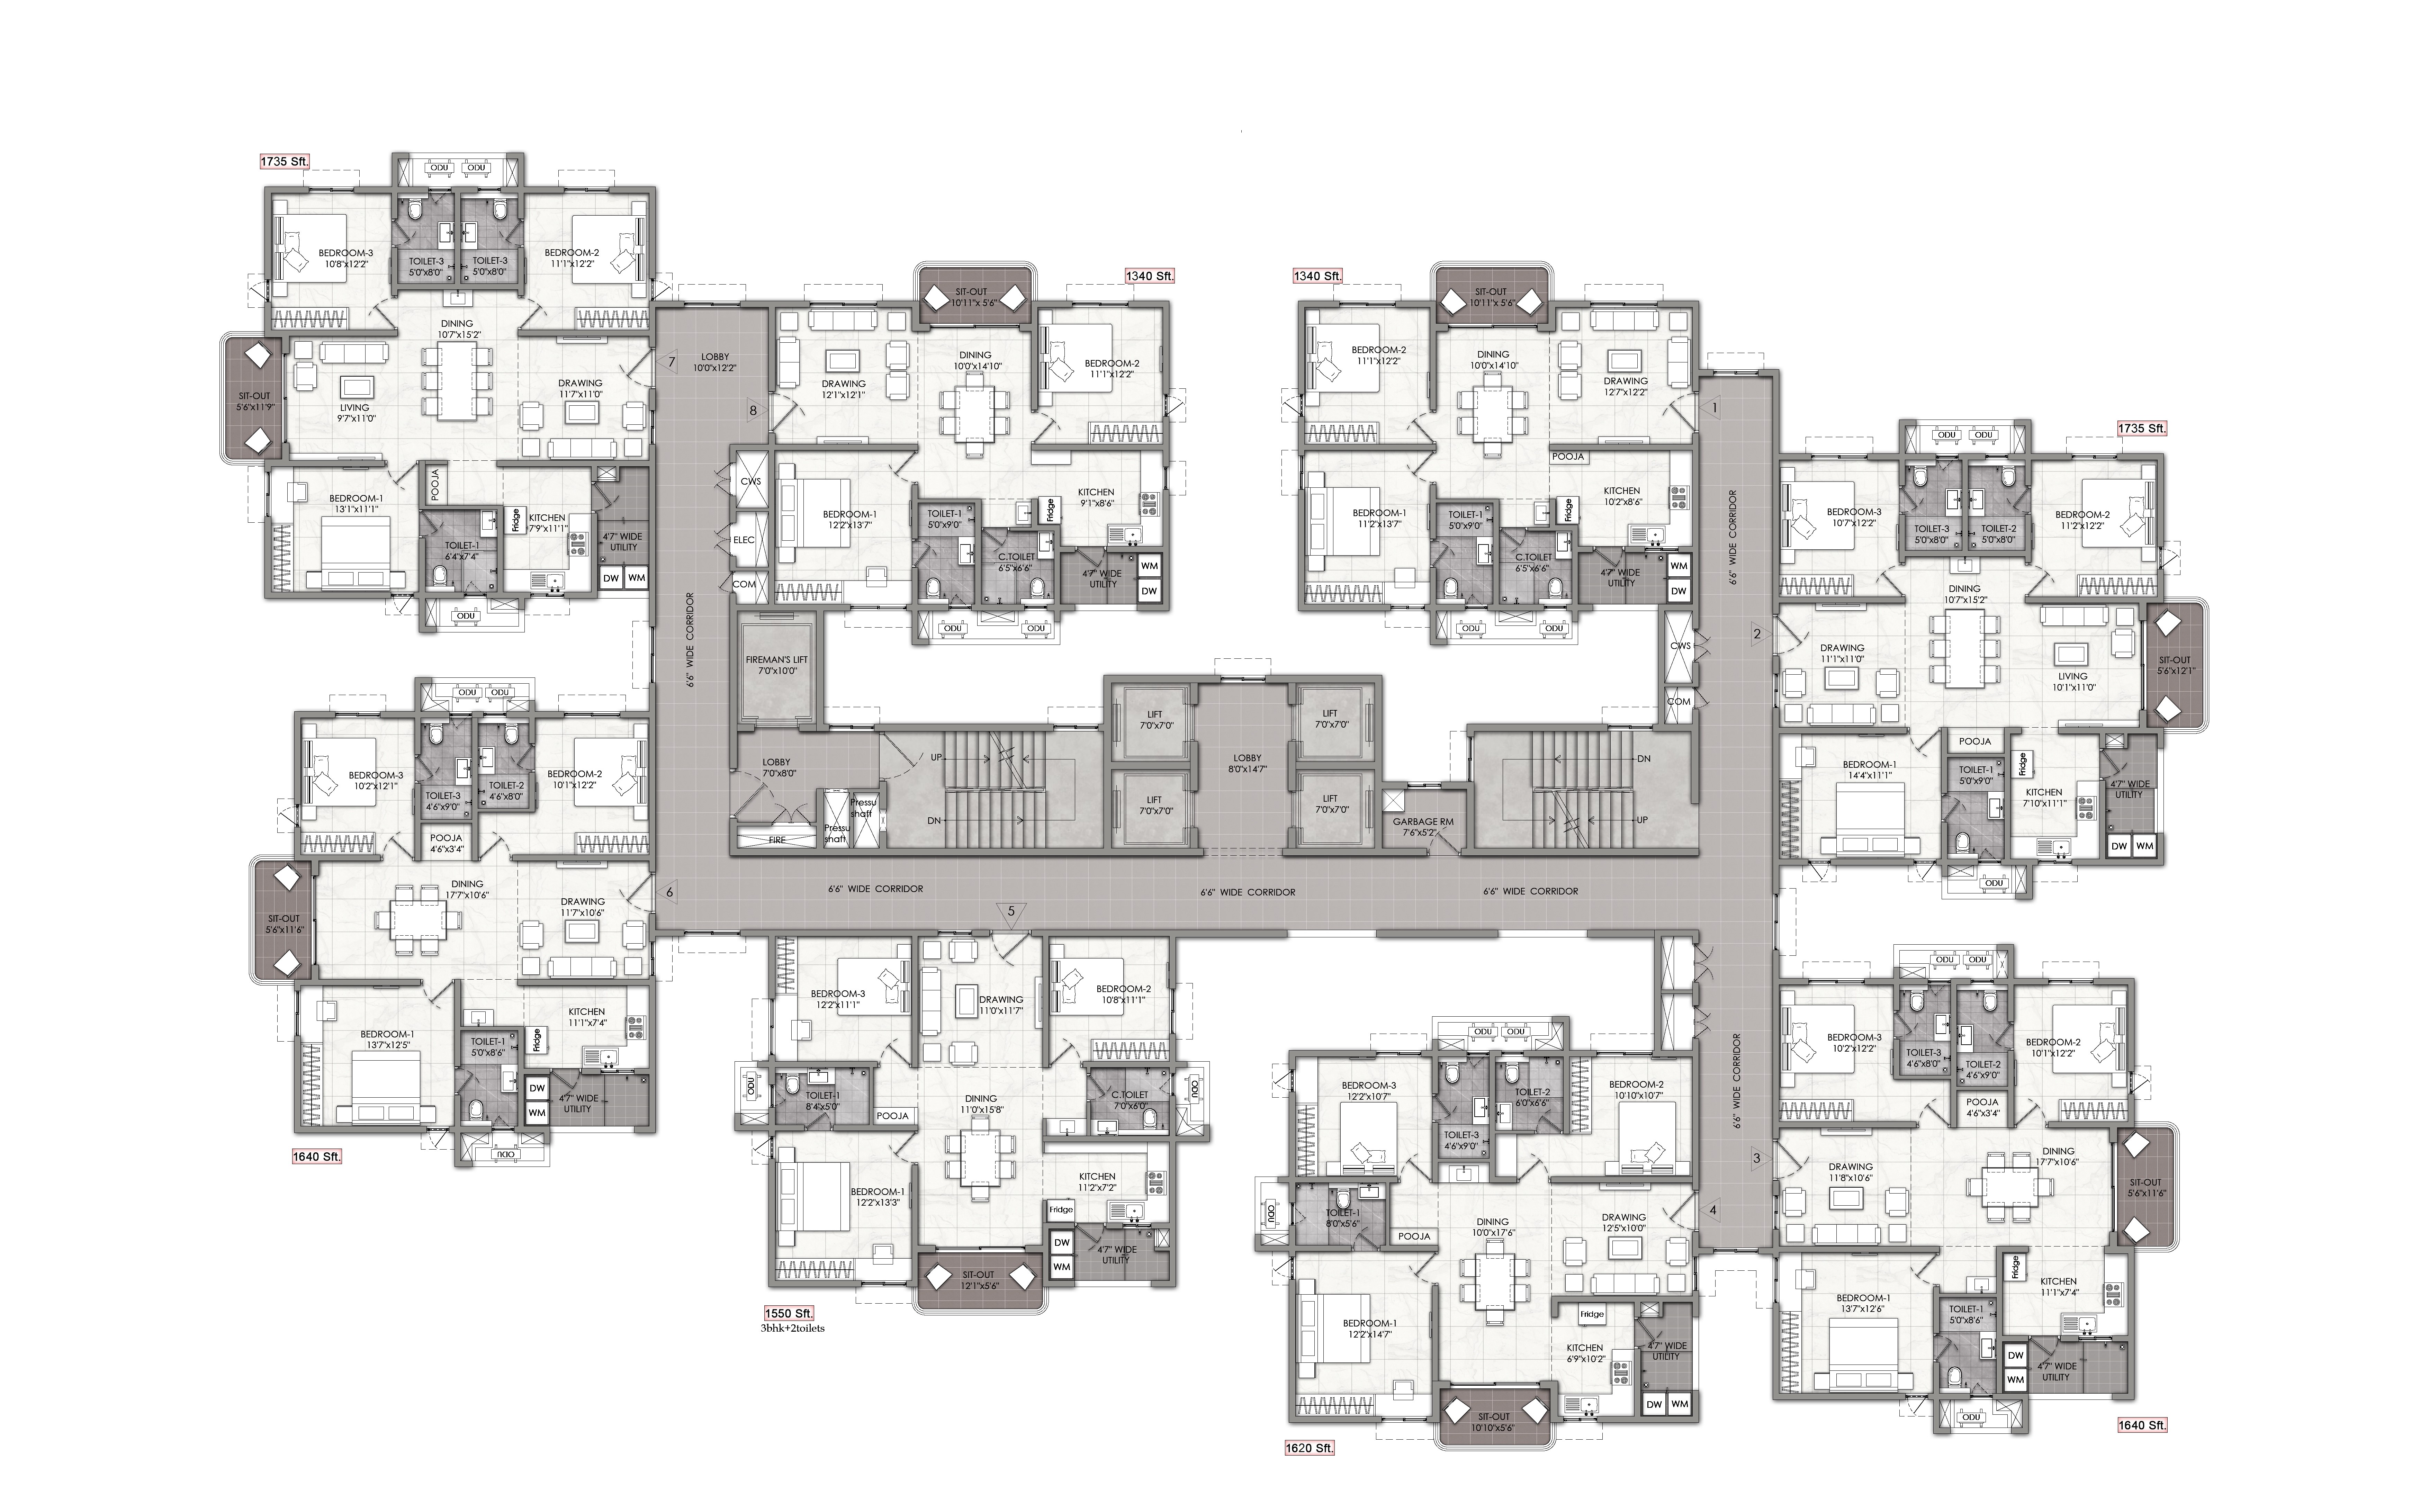 1735 Sft.
ODU
ODU
BEDROOM-3
10'8"x12'2"
TOILET-3
5'0"x8'0"
TOILET-3
5'0"x8'0"
BEDROOM-2
11'1"x12'2"
DINING
10'7"x15'2"
SIT-OUT
5'6"x11'9"
LIVING
9'7"x11'0"
DRAWING
11'7"x11'0"
7
BEDROOM-1
13'1"x11'1"
POOJA
TOILET-1
6'4"x7'4"
Fridge
KITCHEN
7'9"x11'1"
4'7" WIDE
UTILITY
DW
WM
ODU
LOBBY
10'0"x12'2"
8
1340 Sft.
SIT-OUT
10'11"x 5'6"
DRAWING
12'1"x12'1"
DINING
10'0"x14'10"
BEDROOM-2
11'1"x12'2"
BEDROOM-1
12'2"x13'7"
TOILET-1
5'0"x9'0"
C.TOILET
6'5"x6'6"
Fridge
KITCHEN
9'1"x8'6"
4'7" WIDE
UTILITY
WM
DW
ODU
ODU
CWS
ELEC
COM
6'6" WIDE CORRIDOR
FIREMAN'S LIFT
7'0"x10'0"
1340 Sft.
SIT-OUT
10'11'x 5'6"
BEDROOM-2
11'1"x12'2"
DINING
10'0"x14'10"
DRAWING
12'7"x12'2"
1
BEDROOM-1
11'2"x13'7"
TOILET-1
5'0"x9'0"
C.TOILET
6'5"x6'6"
POOJA
Fridge
KITCHEN
10'2"x8'6"
4'7" WIDE
UTILITY
WM
DW
ODU
ODU
CWS
COM
6'6" WIDE CORRIDOR
1735 Sft.
ODU
ODU
BEDROOM-3
10'7"x12'2"
TOILET-3
5'0"x8'0"
TOILET-2
5'0"x8'0"
BEDROOM-2
11'2"x12'2"
DINING
10'7"x15'2"
2
DRAWING
11'1"x11'0"
LIVING
10'1"x11'0"
SIT-OUT
5'6"x12'1"
BEDROOM-1
14'4"x11'1"
POOJA
TOILET-1
5'0"x9'0"
Fridge
KITCHEN
7'10"x11'1"
4'7" WIDE
UTILITY
DW
WM
ODU
LOBBY
7'0"x8'0"
FIRE
Pressu
shaft
Pressu
shaft
UP
DN
LIFT
7'0"x7'0"
LIFT
7'0"x7'0"
LOBBY
8'0"x14'7"
LIFT
7'0"x7'0"
LIFT
7'0"x7'0"
GARBAGE RM
7'6"x5'2"
DN
UP
6'6" WIDE CORRIDOR
6'6" WIDE CORRIDOR
6'6" WIDE CORRIDOR
ODU
ODU
BEDROOM-3
10'2"x12'1"
TOILET-3
4'6"x9'0"
TOILET-2
4'6"x8'0"
BEDROOM-2
10'1"x12'2"
POOJA
4'6"x3'4"
DINING
17'7"x10'6"
DRAWING
11'7"x10'6"
6
SIT-OUT
5'6"x11'6"
BEDROOM-1
13'7"x12'5"
TOILET-1
5'0"x8'6"
Fridge
KITCHEN
11'1"x7'4"
DW
WM
4'7" WIDE
UTILITY
ODU
1640 Sft.
5
BEDROOM-3
12'2"x11'1"
DRAWING
11'0"x11'7"
BEDROOM-2
10'8"x11'1"
ODU
TOILET-1
8'4"x5'0"
POOJA
DINING
11'0"x15'8"
C.TOILET
7'0"x6'0"
ODU
BEDROOM-1
12'2"x13'3"
KITCHEN
11'2"x7'2"
Fridge
DW
WM
4'7" WIDE
UTILITY
SIT-OUT
12'1"x5'6"
1550 Sft.
3bhk+2toilets
ODU
ODU
BEDROOM-3
12'2"x10'7"
TOILET-3
4'6"x9'0"
TOILET-2
6'0"x6'6"
BEDROOM-2
10'10"x10'7"
ODU
TOILET-1
8'0"x5'6"
POOJA
DINING
10'0"x17'6"
DRAWING
12'5"x10'0"
4
BEDROOM-1
12'2"x14'7"
Fridge
KITCHEN
6'9"x10'2"
4'7" WIDE
UTILITY
DW
WM
SIT-OUT
10'10"x5'6"
1620 Sft.
6'6" WIDE CORRIDOR
ODU
ODU
BEDROOM-3
10'2"x12'2"
TOILET-3
4'6"x8'0"
TOILET-2
4'6"x9'0"
BEDROOM-2
10'1"x12'2"
POOJA
4'6"x3'4"
3
DRAWING
11'8"x10'6"
DINING
17'7"x10'6"
SIT-OUT
5'6"x11'6"
BEDROOM-1
13'7"x12'6"
TOILET-1
5'0"x8'6"
Fridge
KITCHEN
11'1"x7'4"
DW
WM
4'7" WIDE
UTILITY
ODU
1640 Sft.